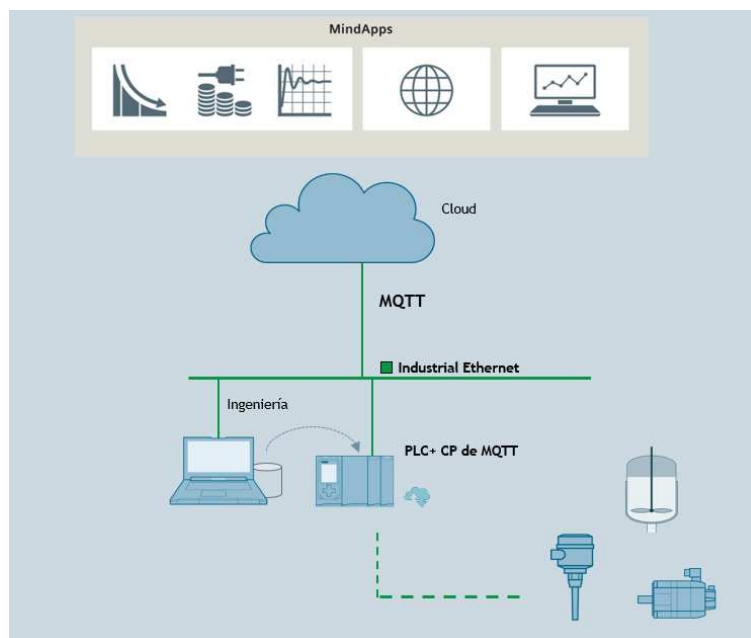 MindApps
Cloud
MQTT
Industrial Ethernet
Ingeniería
PLC+ CP de MQTT